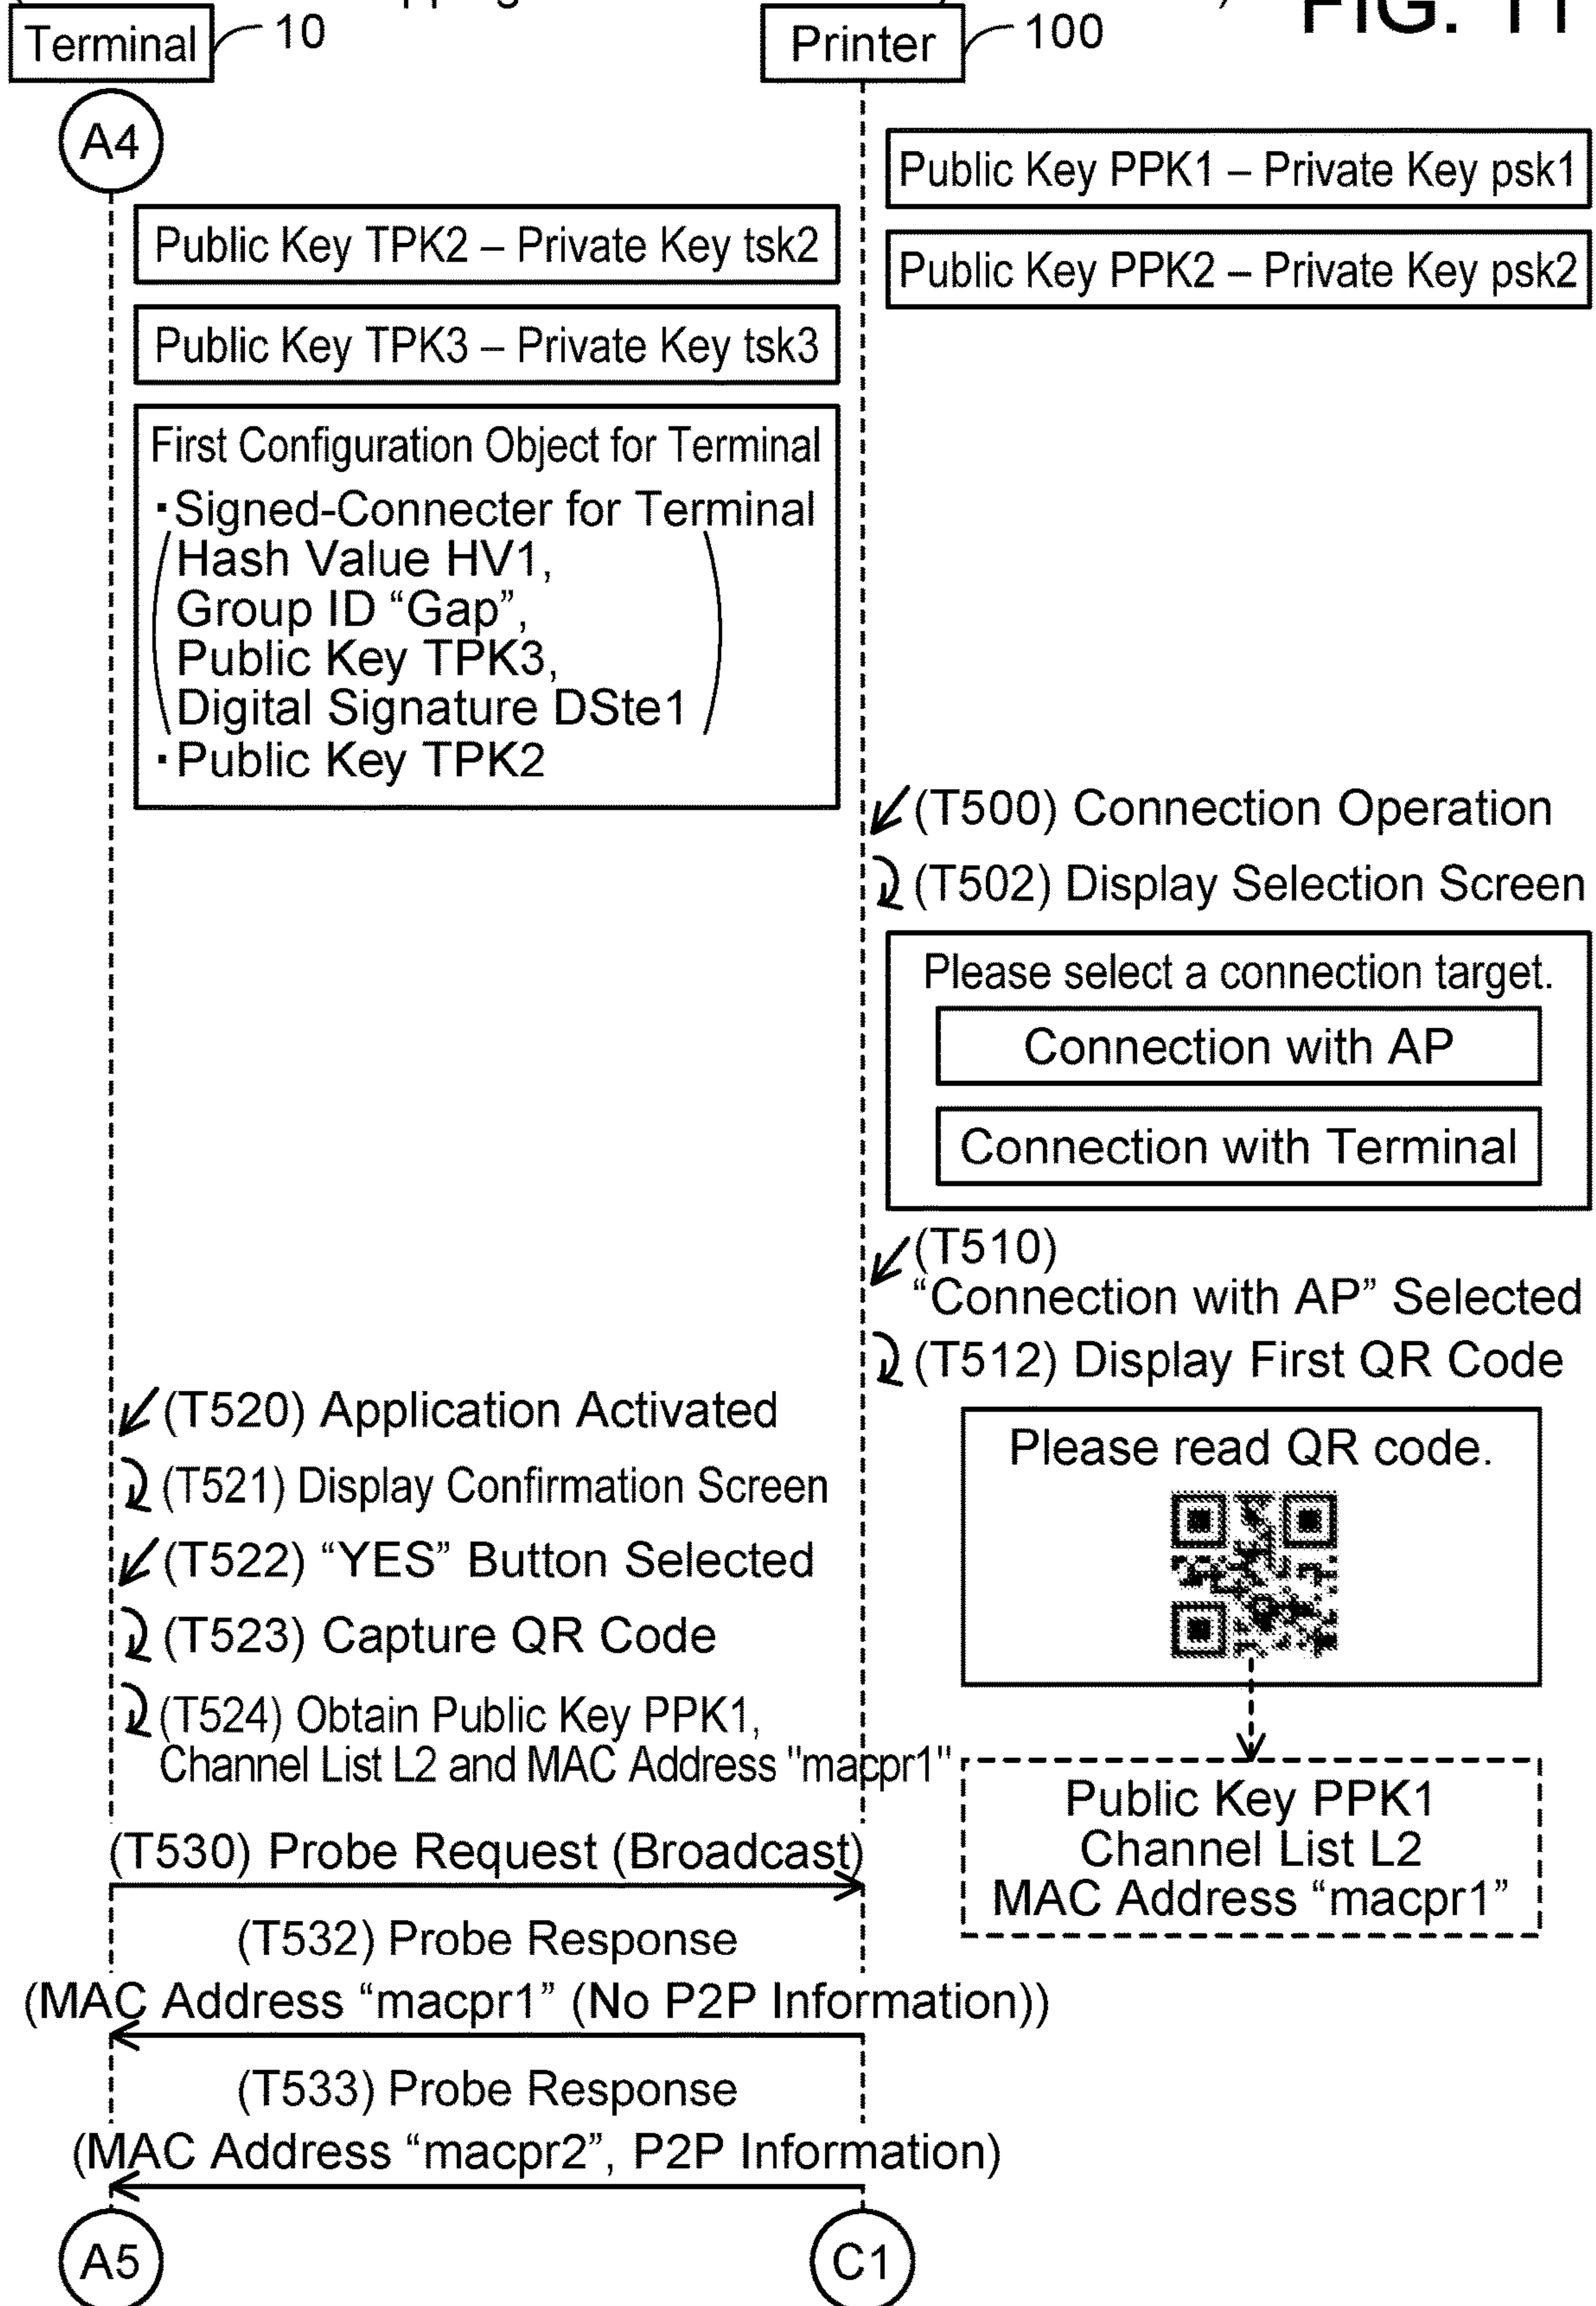 FIG. 11
Terminal 10
Printer 100
A4
Public Key PPK1 – Private Key psk1
Public Key TPK2 – Private Key tsk2
Public Key PPK2 – Private Key psk2
Public Key TPK3 – Private Key tsk3
First Configuration Object for Terminal
・Signed-Connecter for Terminal
Hash Value HV1,
Group ID “Gap”,
Public Key TPK3,
Digital Signature DSte1
・Public Key TPK2
(T500) Connection Operation
(T502) Display Selection Screen
Please select a connection target.
Connection with AP
Connection with Terminal
(T510)
“Connection with AP” Selected
(T512) Display First QR Code
Please read QR code.
(T520) Application Activated
(T521) Display Confirmation Screen
(T522) “YES” Button Selected
(T523) Capture QR Code
(T524) Obtain Public Key PPK1,
Channel List L2 and MAC Address "macpr1"
Public Key PPK1
Channel List L2
MAC Address “macpr1”
(T530) Probe Request (Broadcast)
(T532) Probe Response
(MAC Address “macpr1” (No P2P Information))
(T533) Probe Response
(MAC Address “macpr2”, P2P Information)
A5
C1